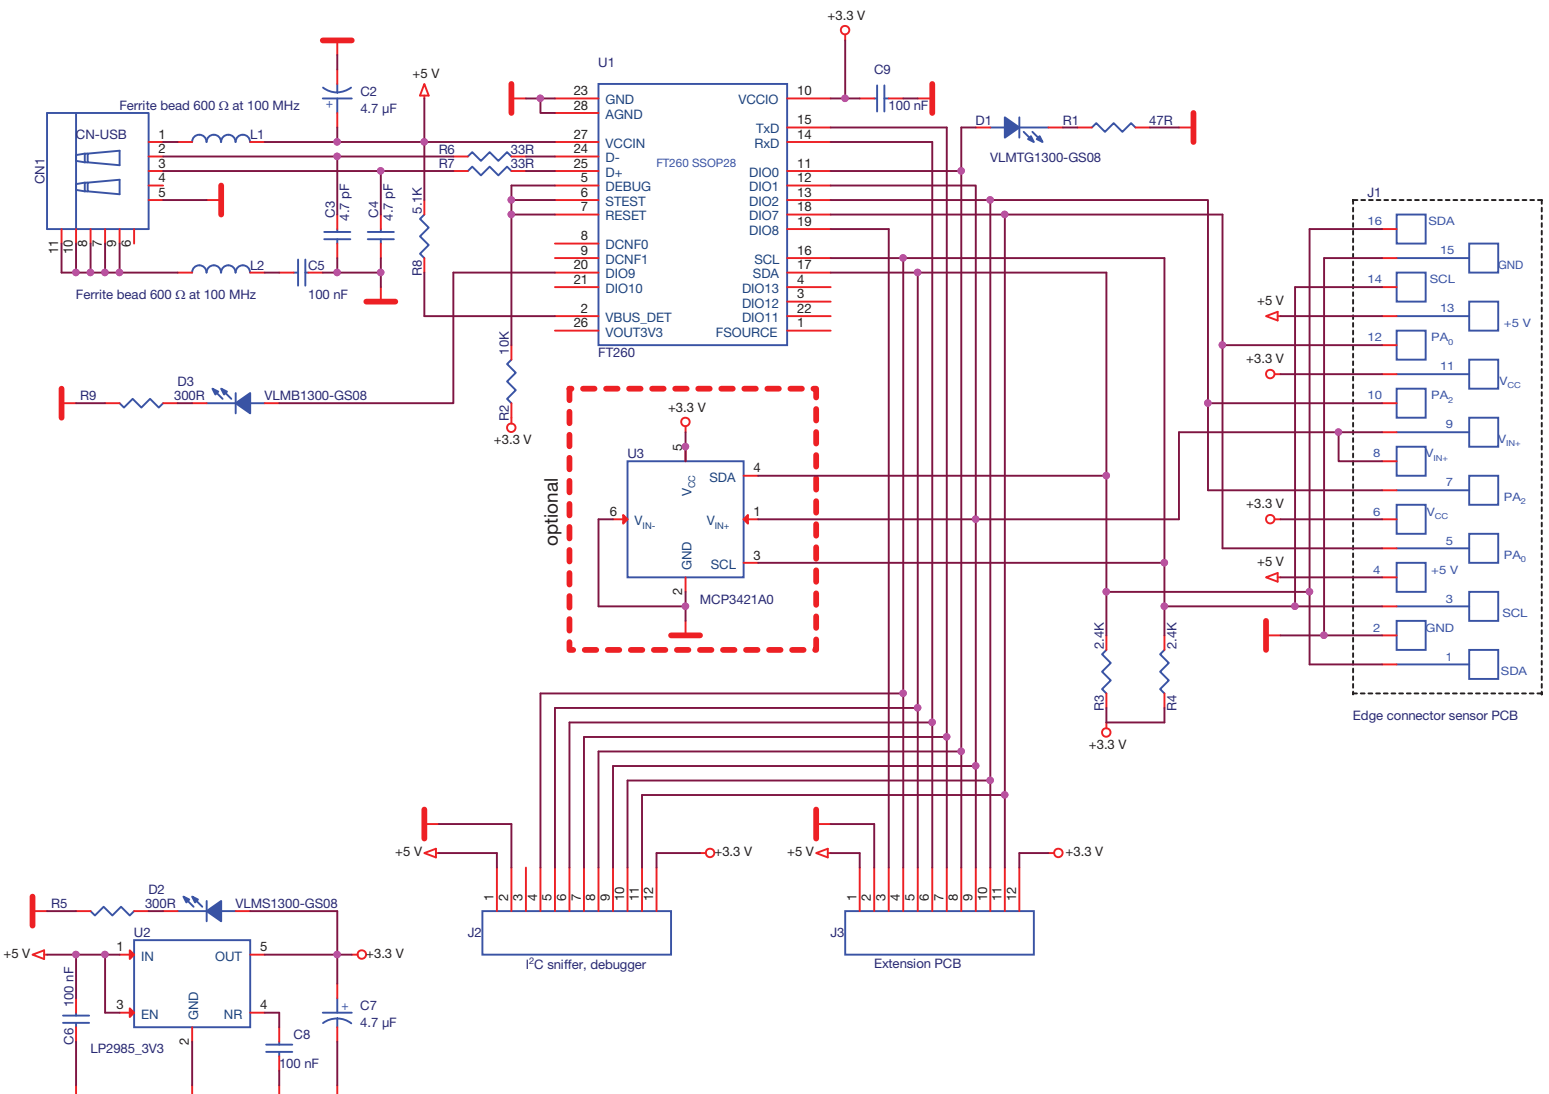 +3.3 V
U1
C9
100 nF
+5 V
C2
4.7 µF
Ferrite bead 600 Ω at 100 MHz
L1
CN-USB
CN1
1
2
3
4
5
11
10
8
7
9
6
R6
33R
R7
33R
C3
4.7 pF
C4
4.7 pF
5.1K
R8
L2
C5
100 nF
Ferrite bead 600 Ω at 100 MHz
23 GND
28 AGND
27 VCCIN
24 D-
25 D+
5 DEBUG
6 STEST
7 RESET
8 DCNF0
9 DCNF1
20 DIO9
21 DIO10
2 VBUS_DET
26 VOUT3V3
FT260 SSOP28
VCCIO 10
TxD 15
RxD 14
DIO0 11
DIO1 12
DIO2 13
DIO7 18
DIO8 19
SCL 16
SDA 17
DIO13 4
DIO12 3
DIO11 22
FSOURCE 1
FT260
D1
R1
47R
VLMTG1300-GS08
10K
R2
+3.3 V
R9
D3
300R
VLMB1300-GS08
optional
+3.3 V
5
U3
VCC
SDA 4
6 VIN-
VIN+ 1
GND
SCL 3
2
MCP3421A0
2.4K
R3
2.4K
R4
+3.3 V
J1
16 SDA
15 GND
14 SCL
+5 V
13 +5 V
12 PA0
+3.3 V
11 VCC
10 PA2
9 VIN+
8 VIN+
7 PA2
+3.3 V
6 VCC
5 PA0
+5 V
4 +5 V
3 SCL
2 GND
1 SDA
Edge connector sensor PCB
+5 V
+3.3 V
1 2 3 4 5 6 7 8 9 10 11 12
J2
I2C sniffer, debugger
+5 V
+3.3 V
1 2 3 4 5 6 7 8 9 10 11 12
J3
Extension PCB
R5
D2
300R
VLMS1300-GS08
U2
+5 V
1 IN
OUT 5
+3.3 V
3 EN
GND
NR 4
2
100 nF
C6
LP2985_3V3
C8
100 nF
C7
4.7 µF